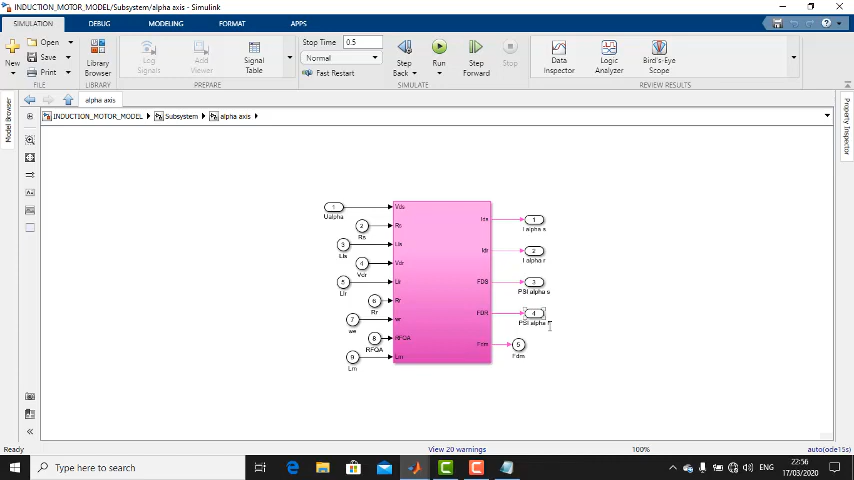 INDUCTION_MOTOR_MODEL/Subsystem/alpha axis - Simulink
SIMULATION DEBUG MODELING FORMAT APPS
New
Open
Save
Print
FILE
Library Browser
LIBRARY
Log Signals
Add Viewer
Signal Table
PREPARE
Stop Time 0.5
Normal
Fast Restart
Step Back
Run
Step Forward
Stop
SIMULATE
Data Inspector
Logic Analyzer
Bird's-Eye Scope
REVIEW RESULTS
alpha axis
INDUCTION_MOTOR_MODEL Subsystem alpha axis
Model Browser
Property Inspector
1
Ualpha
2
Rs
3
Lls
4
Vdr
5
Llr
6
Rr
7
we
8
RFQA
9
Lm
Vds
Rs
Lls
Vdr
Llr
Rr
wr
RFQA
Lm
Ids
Idr
FDS
FDR
Fdm
1
I alpha s
2
I alpha r
3
PSI alpha s
4
PSI alpha r
5
Fdm
Ready
View 20 warnings
100%
auto(ode15s)
Type here to search
ENG
22:56
17/03/2020